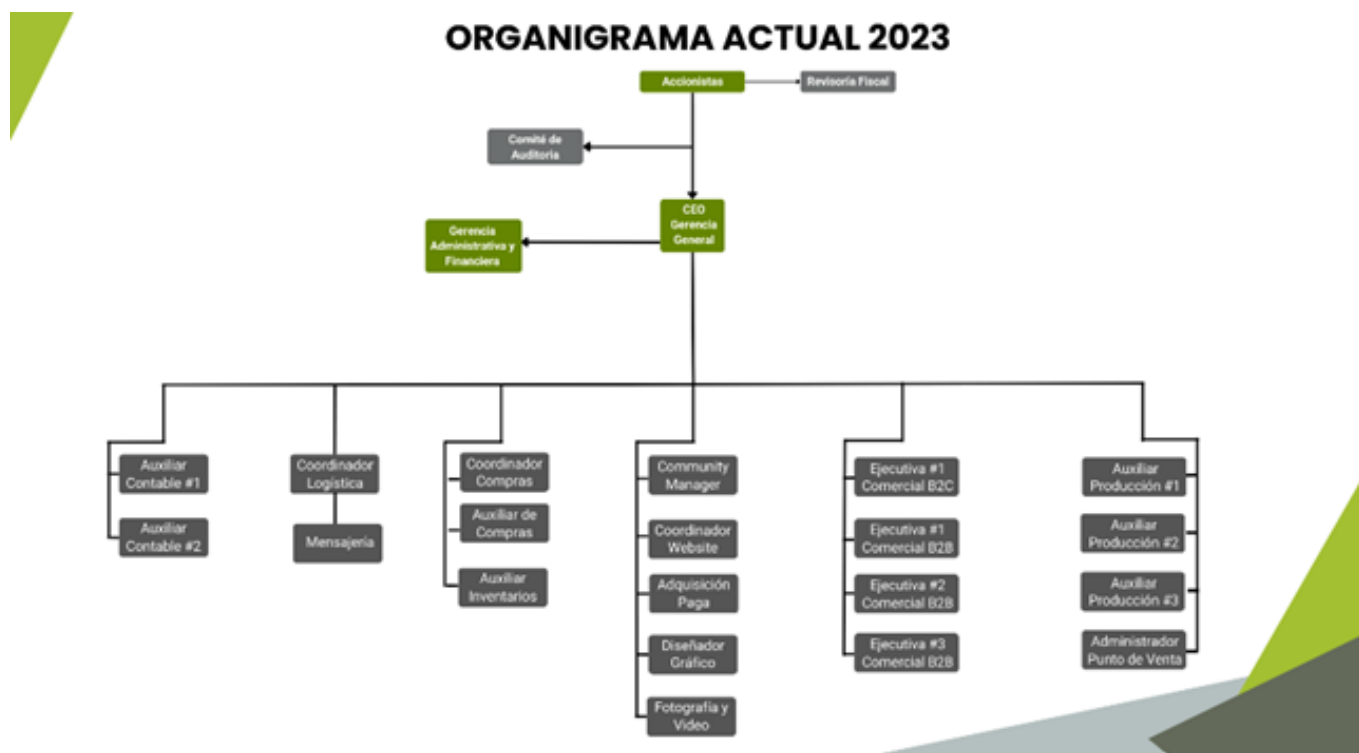 ORGANIGRAMA ACTUAL 2023
Accionistas
Revisoría Fiscal
Comité de
Auditoria
CEO
Gerencia
General
Gerencia
Administrativa y
Financiera
Auxiliar
Contable #1
Auxiliar
Contable #2
Coordinador
Logística
Mensajería
Coordinador
Compras
Auxiliar de
Compras
Auxiliar
Inventarios
Community
Manager
Coordinador
Website
Adquisición
Paga
Diseñador
Gráfico
Fotografía y
Video
Ejecutiva #1
Comercial B2C
Ejecutiva #1
Comercial B2B
Ejecutiva #2
Comercial B2B
Ejecutiva #3
Comercial B2B
Auxiliar
Producción #1
Auxiliar
Producción #2
Auxiliar
Producción #3
Administrador
Punto de Venta